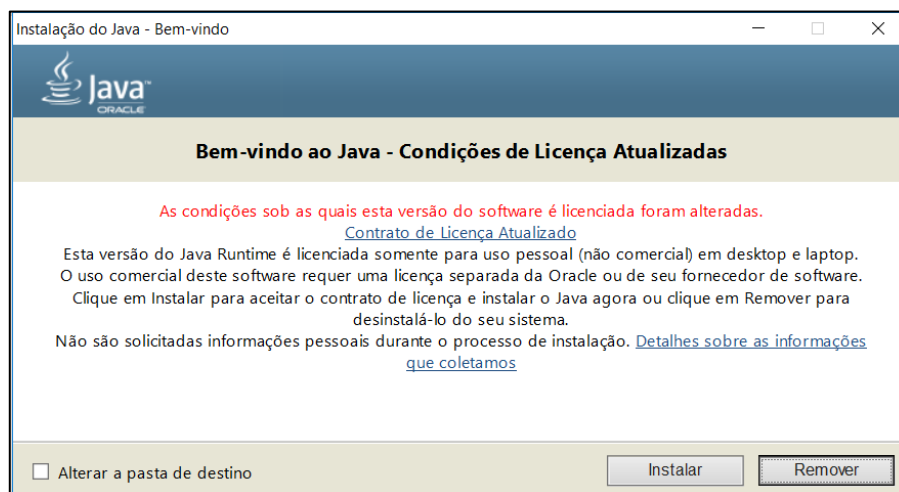 Instalação do Java - Bem-vindo
Java™
ORACLE
Bem-vindo ao Java - Condições de Licença Atualizadas
As condições sob as quais esta versão do software é licenciada foram alteradas.
Contrato de Licença Atualizado
Esta versão do Java Runtime é licenciada somente para uso pessoal (não comercial) em desktop e laptop.
O uso comercial deste software requer uma licença separada da Oracle ou de seu fornecedor de software.
Clique em Instalar para aceitar o contrato de licença e instalar o Java agora ou clique em Remover para
desinstalá-lo do seu sistema.
Não são solicitadas informações pessoais durante o processo de instalação. Detalhes sobre as informações
que coletamos
Alterar a pasta de destino
Instalar
Remover